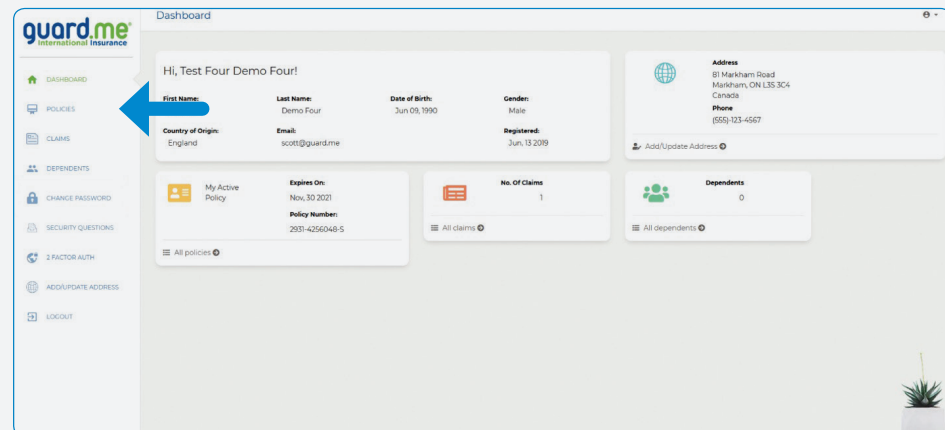 guard.me®
International Insurance
DASHBOARD
POLICIES
CLAIMS
DEPENDENTS
CHANGE PASSWORD
SECURITY QUESTIONS
2 FACTOR AUTH
ADD/UPDATE ADDRESS
LOGOUT
Dashboard
Hi, Test Four Demo Four!
First Name:
Last Name:
Demo Four
Date of Birth:
Jun 09, 1990
Gender:
Male
Country of Origin:
England
Email:
scott@guard.me
Registered:
Jun, 13 2019
Address
81 Markham Road
Markham, ON L3S 3C4
Canada
Phone
(555)-123-4567
Add/Update Address
My Active
Policy
Expires On:
Nov, 30 2021
Policy Number:
2931-4256048-S
All policies
No. Of Claims
1
All claims
Dependents
0
All dependents